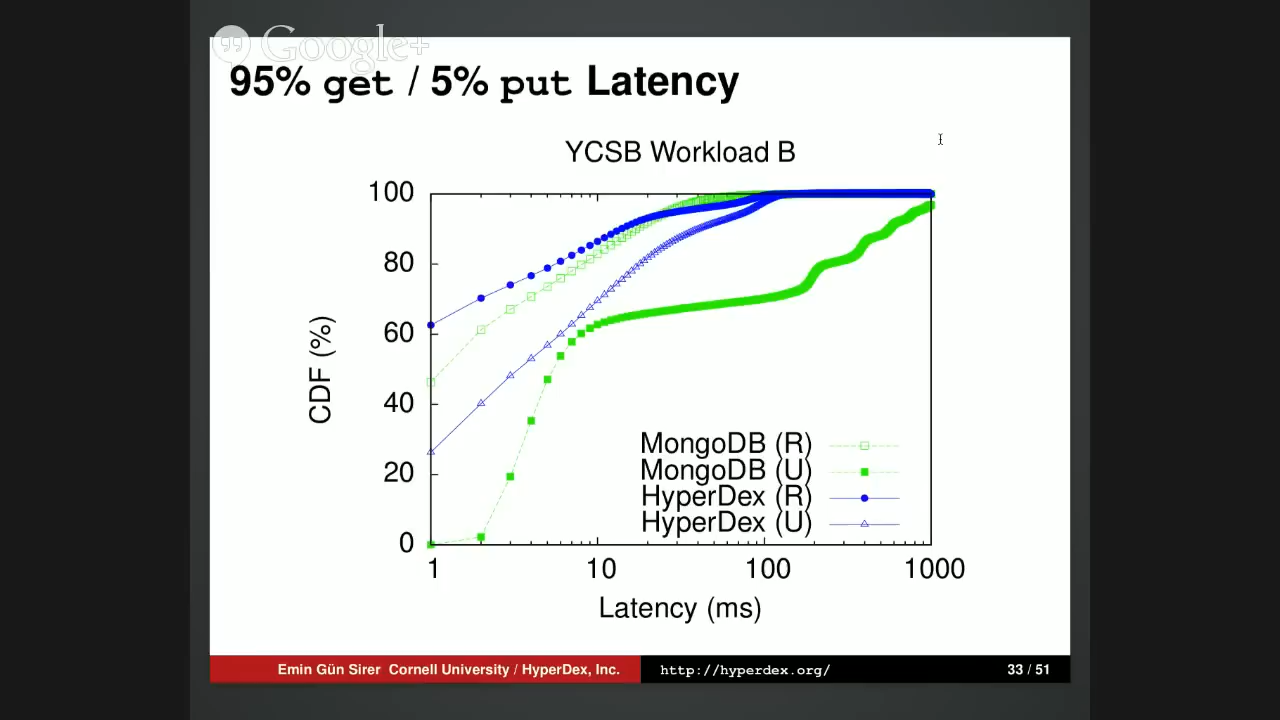 Google+
95% get / 5% put Latency
YCSB Workload B
100
80
60
40
20
0
CDF (%)
MongoDB (R)
MongoDB (U)
HyperDex (R)
HyperDex (U)
1 10 100 1000
Latency (ms)
Emin Gün Sirer Cornell University / HyperDex, Inc. http://hyperdex.org/ 33 / 51